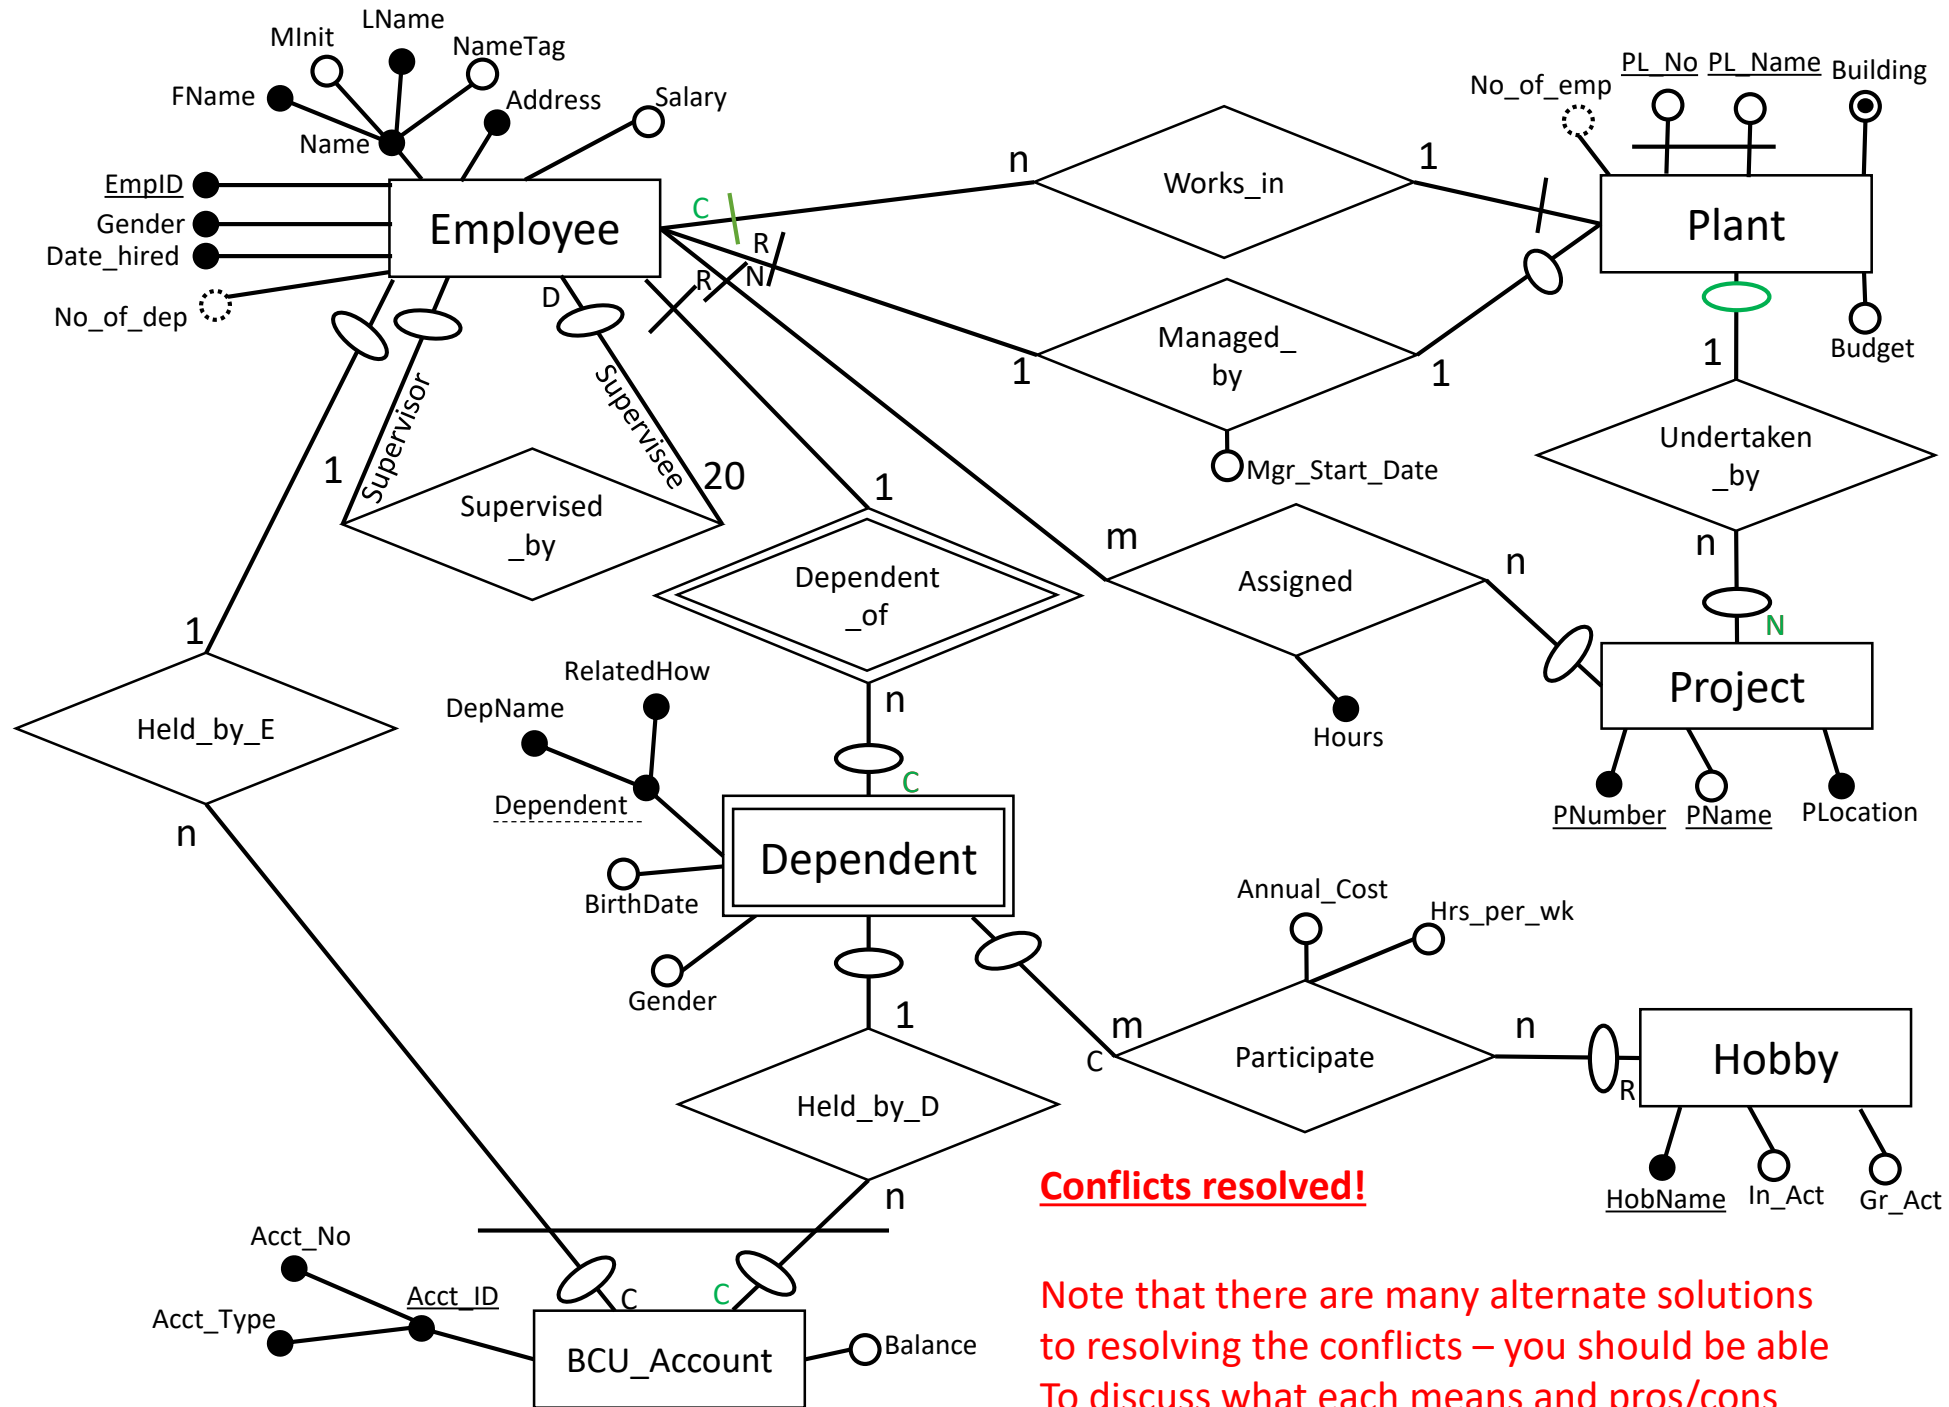 LName
MInit
NameTag
FName
Address
Salary
Name
EmpID
Gender
Date_hired
No_of_dep
Employee
C
R
R
N
D
n
Works_in
1
No_of_emp
PL_No
PL_Name
Building
Plant
Budget
1
Managed_
by
1
Mgr_Start_Date
1
Undertaken
_by
n
N
Project
PNumber
PName
PLocation
1
Supervisor
Supervisee
20
Supervised
_by
1
Dependent
_of
n
C
m
Assigned
n
Hours
1
Held_by_E
n
RelatedHow
DepName
Dependent
BirthDate
Gender
Dependent
1
Held_by_D
n
Annual_Cost
Hrs_per_wk
m
C
Participate
n
R
Hobby
HobName
In_Act
Gr_Act
Acct_No
Acct_Type
Acct_ID
C
C
BCU_Account
Balance
Conflicts resolved!
Note that there are many alternate solutions
to resolving the conflicts – you should be able
To discuss what each means and pros/cons